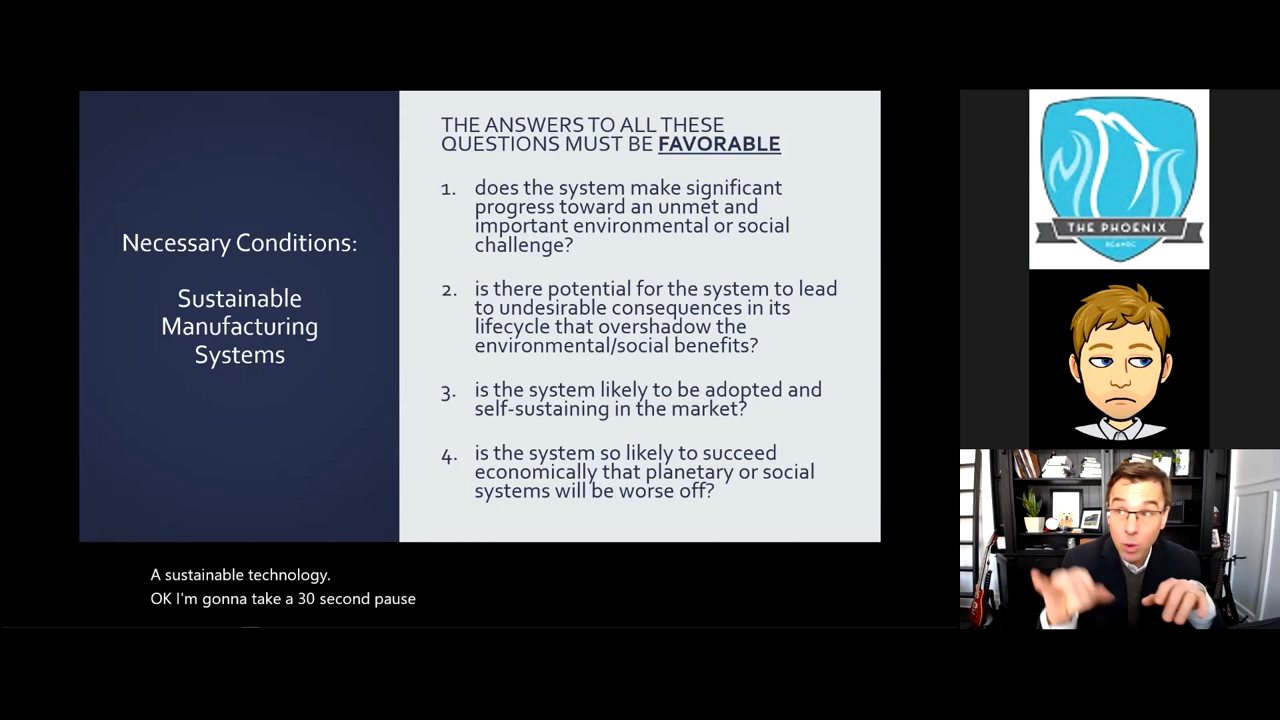 Necessary Conditions:
Sustainable
Manufacturing
Systems
THE ANSWERS TO ALL THESE
QUESTIONS MUST BE FAVORABLE
1. does the system make significant
progress toward an unmet and
important environmental or social
challenge?
2. is there potential for the system to lead
to undesirable consequences in its
lifecycle that overshadow the
environmental/social benefits?
3. is the system likely to be adopted and
self-sustaining in the market?
4. is the system so likely to succeed
economically that planetary or social
systems will be worse off?
A sustainable technology.
OK I'm gonna take a 30 second pause
THE PHOENIX